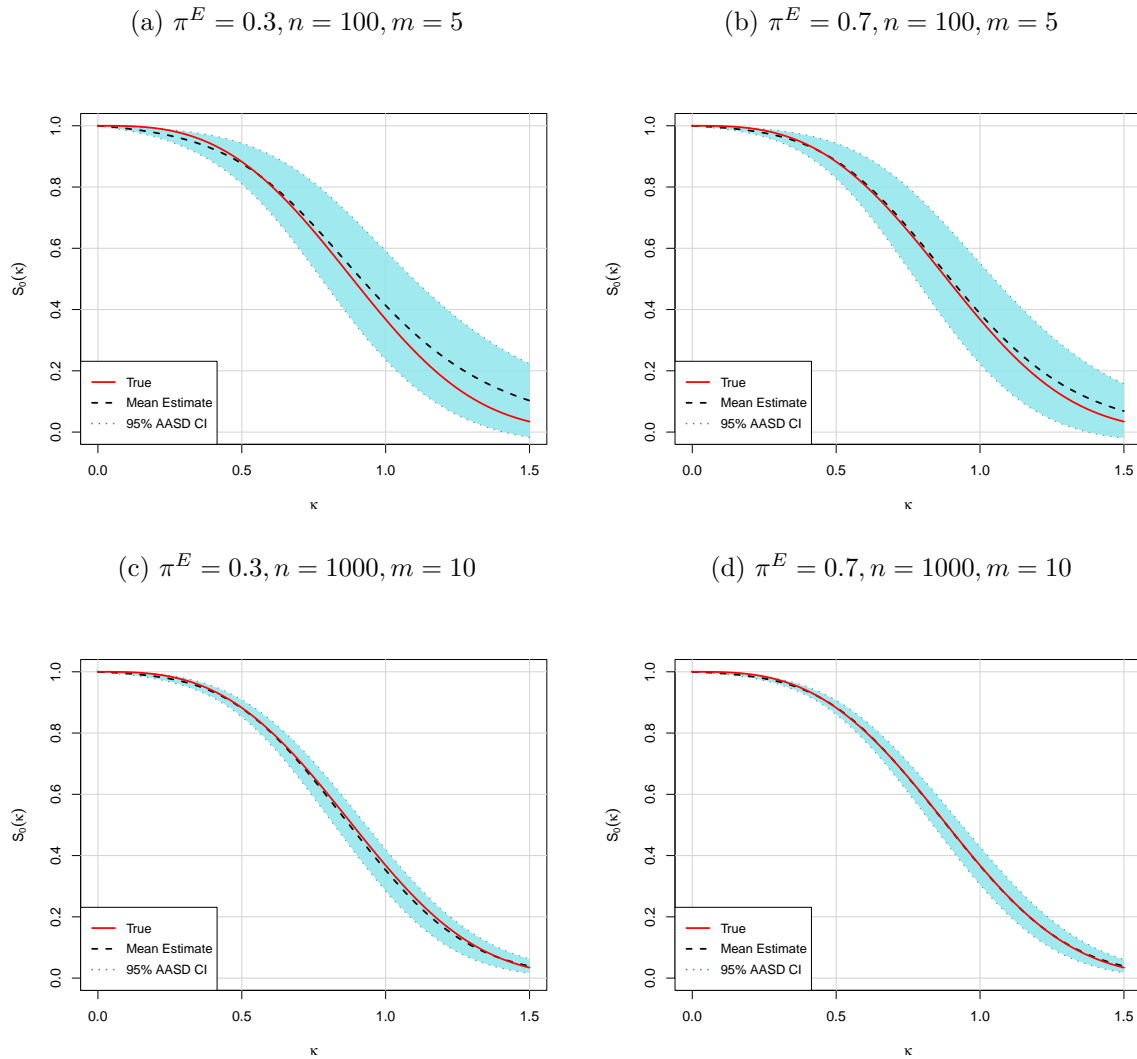 (a) π^E = 0.3, n = 100, m = 5
(b) π^E = 0.7, n = 100, m = 5
S₀(κ)
1.0
0.8
0.6
0.4
0.2
0.0
True
Mean Estimate
95% AASD CI
0.0 0.5 1.0 1.5
κ
S₀(κ)
1.0
0.8
0.6
0.4
0.2
0.0
True
Mean Estimate
95% AASD CI
0.0 0.5 1.0 1.5
κ
(c) π^E = 0.3, n = 1000, m = 10
(d) π^E = 0.7, n = 1000, m = 10
S₀(κ)
1.0
0.8
0.6
0.4
0.2
0.0
True
Mean Estimate
95% AASD CI
0.0 0.5 1.0 1.5
κ
S₀(κ)
1.0
0.8
0.6
0.4
0.2
0.0
True
Mean Estimate
95% AASD CI
0.0 0.5 1.0 1.5
κ